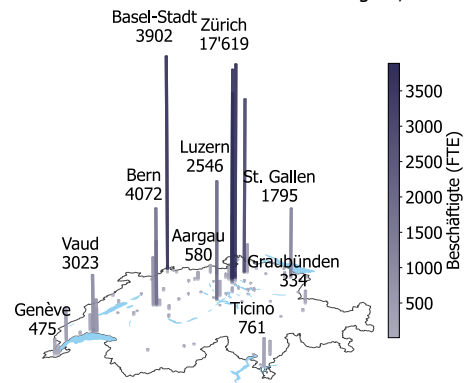 Basel-Stadt
3902
Zürich
17'619
Luzern
2546
Bern
4072
St. Gallen
1795
Aargau
580
Vaud
3023
Graubünden
334
Genève
475
Ticino
761
3500
3000
2500
2000
1500
1000
500
Beschäftigte (FTE)